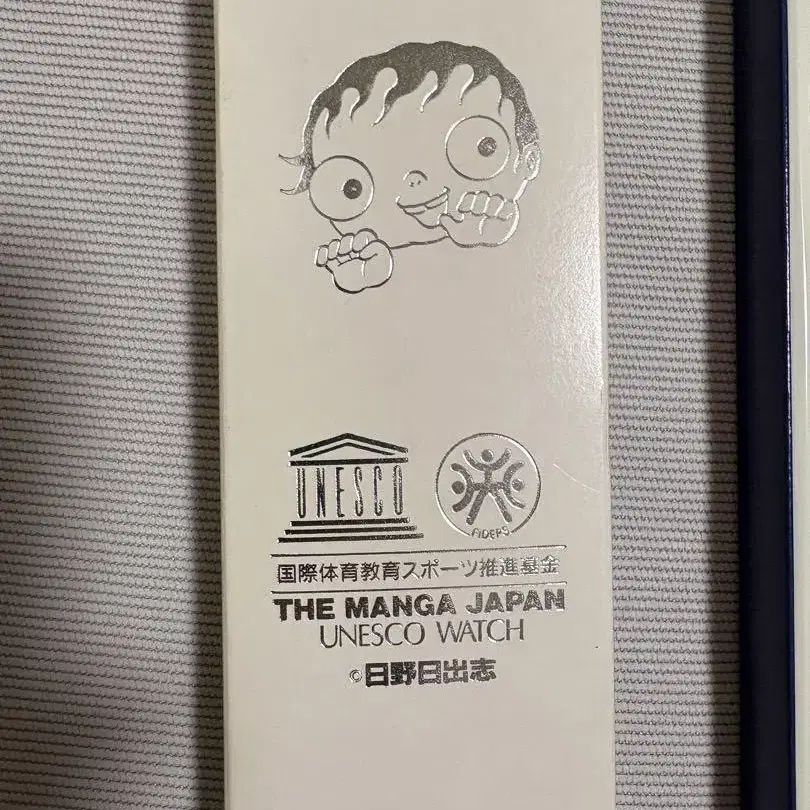 UNESCO
FIDEPS
国際体育教育スポーツ推進基金
THE MANGA JAPAN
UNESCO WATCH
©日野日出志